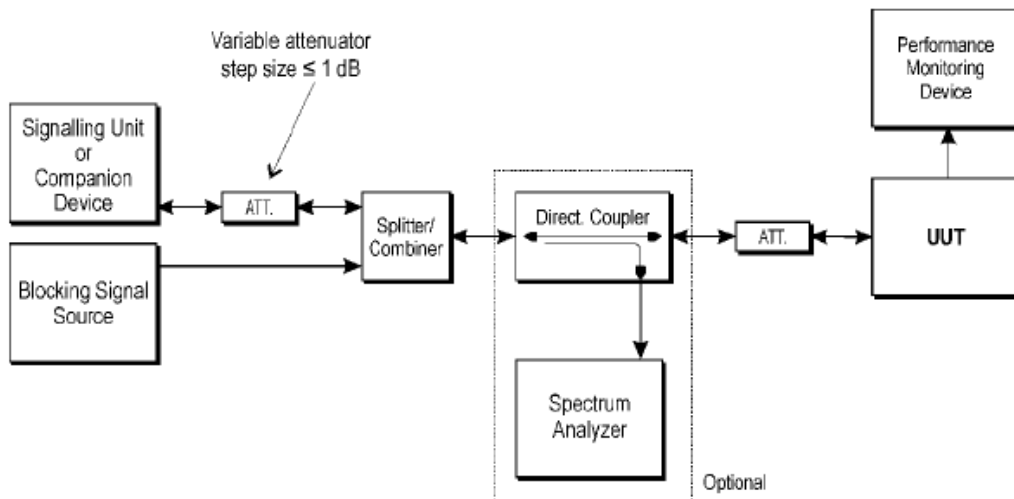 Variable attenuator
step size ≤ 1 dB
Performance
Monitoring
Device
Signalling Unit
or
Companion
Device
ATT.
Splitter/
Combiner
Direct. Coupler
ATT.
UUT
Blocking Signal
Source
Spectrum
Analyzer
Optional